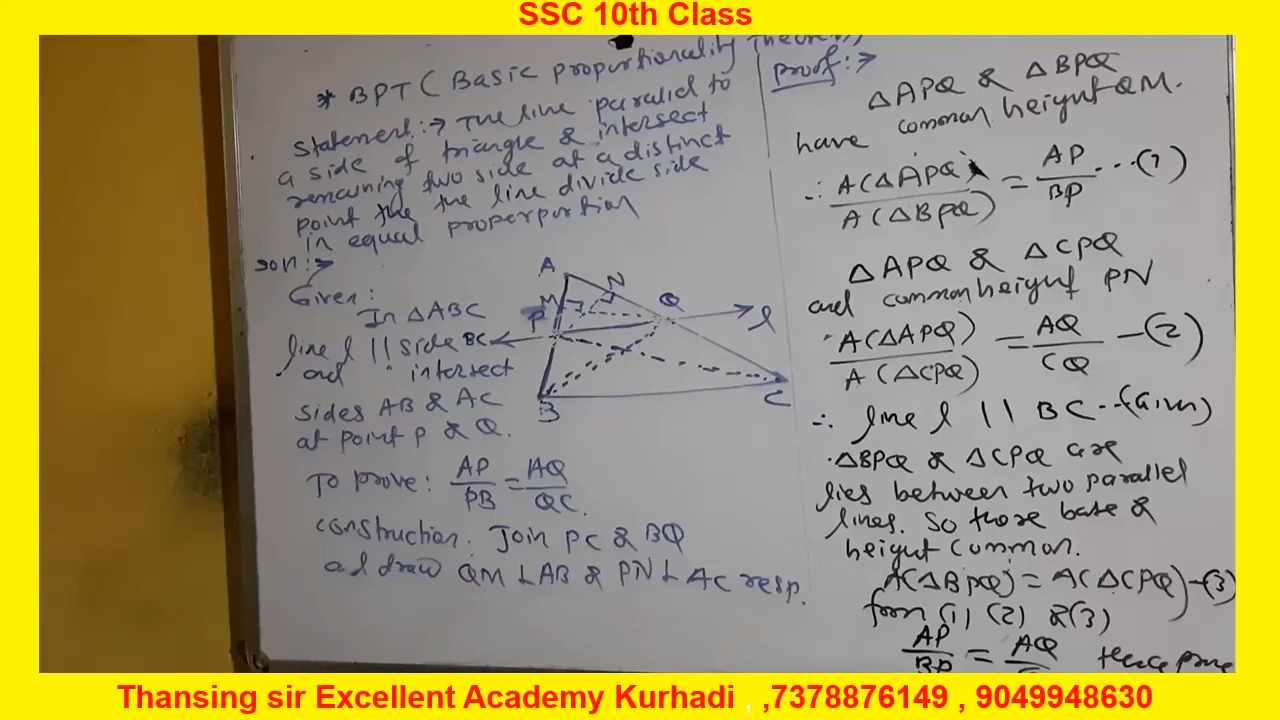 SSC 10th Class
* BPT ( Basic proportionality Theorem)
Statement :→ The line parallel to
a side of triangle & intersect
remaining two side at a distinct
point the the line divide side
in equal properportion
son :→
Given :
In △ABC
line l || side BC
and intersect
sides AB & AC
at point P & Q.
To prove : AP/PB = AQ/QC.
construction : Join PC & BQ
ad draw QM ⊥ AB & PN ⊥ AC resp.
A
N
M
Q
P
l
B
C
Proof :→
△APQ & △BPQ
have common height QM.
∴ A(△APQ)/A(△BPQ) = AP/BP ...(1)
△APQ & △CPQ
and common height PN
A(△APQ)/A(△CPQ) = AQ/CQ —(2)
∴ line l || BC --(Given)
△BPQ & △CPQ are
lies between two parallel
lines. So those base &
height common.
A(△BPQ) = A(△CPQ) —(3)
from (1) (2) &(3)
AP/BP = AQ/ Hence prove
Thansing sir Excellent Academy Kurhadi , ,7378876149 , 9049948630